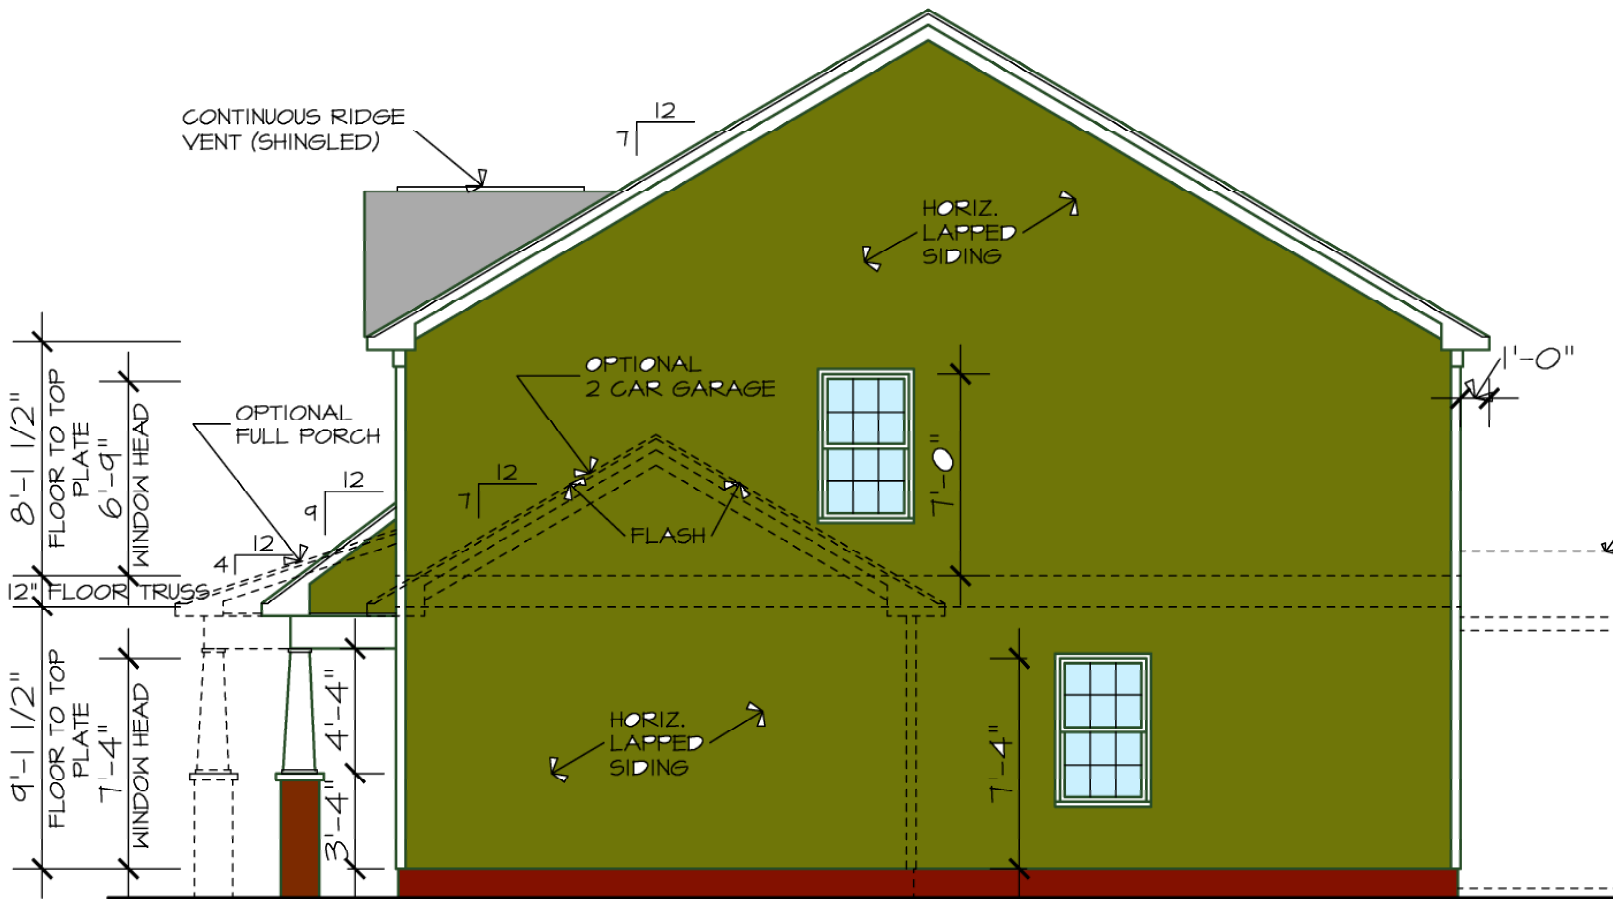 CONTINUOUS RIDGE
VENT (SHINGLED)
12
7
HORIZ.
LAPPED
SIDING
OPTIONAL
2 CAR GARAGE
1'-0"
OPTIONAL
FULL PORCH
8'-1 1/2"
FLOOR TO TOP
PLATE
6'-9"
WINDOW HEAD
12
9
12
7
7'-0"
FLASH
12
4
12" FLOOR TRUSS
9'-1 1/2"
FLOOR TO TOP
PLATE
7'-4"
WINDOW HEAD
4'-4"
3'-4"
HORIZ.
LAPPED
SIDING
7'-4"